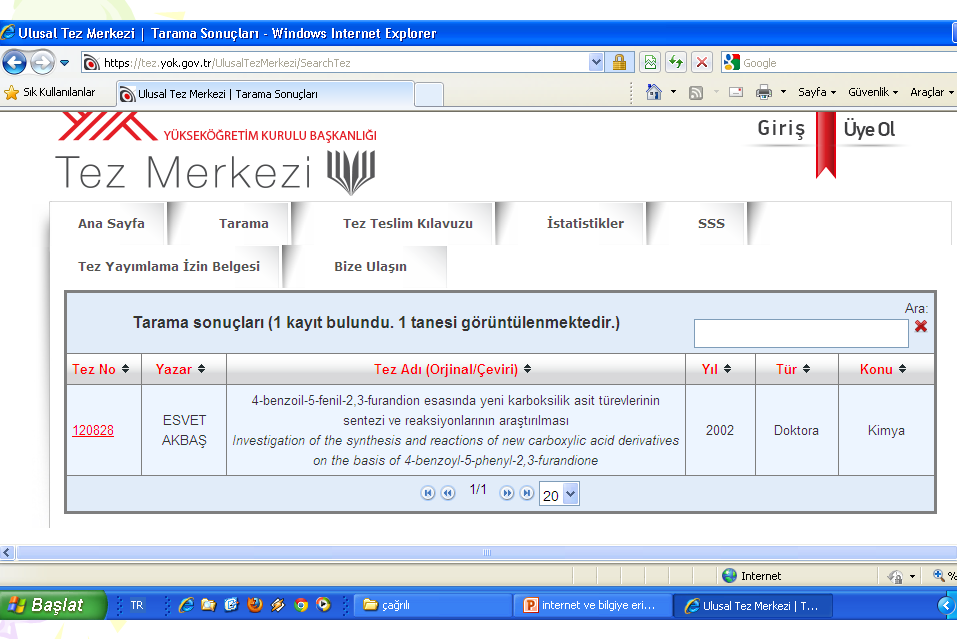 Ulusal Tez Merkezi | Tarama Sonuçları - Windows Internet Explorer
https://tez.yok.gov.tr/UlusalTezMerkezi/SearchTez
Google
Sık Kullanılanlar
Ulusal Tez Merkezi | Tarama Sonuçları
Sayfa
Güvenlik
Araçlar
YÜKSEKÖĞRETİM KURULU BAŞKANLIĞI
Tez Merkezi
Giriş
Üye Ol
Ana Sayfa
Tarama
Tez Teslim Kılavuzu
İstatistikler
SSS
Tez Yayımlama İzin Belgesi
Bize Ulaşın
Tarama sonuçları (1 kayıt bulundu. 1 tanesi görüntülenmektedir.)
Ara:
Tez No
Yazar
Tez Adı (Orjinal/Çeviri)
Yıl
Tür
Konu
120828
ESVET
AKBAŞ
4-benzoil-5-fenil-2,3-furandion esasında yeni karboksilik asit türevlerinin
sentezi ve reaksiyonlarının araştırılması
Investigation of the synthesis and reactions of new carboxylic acid derivatives
on the basis of 4-benzoyl-5-phenyl-2,3-furandione
2002
Doktora
Kimya
1/1
20
Internet
%
Başlat
TR
çağrılı
internet ve bilgiye eri...
Ulusal Tez Merkezi | T...